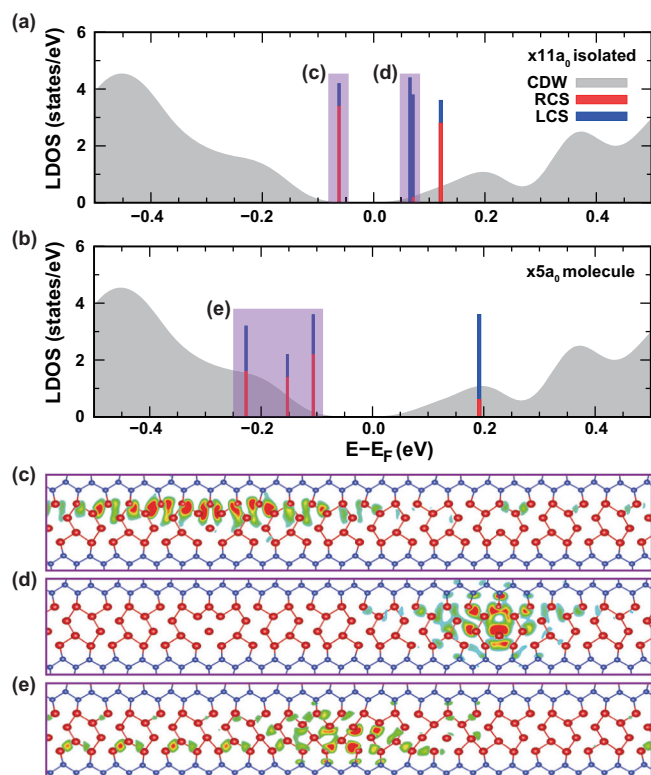 (a)
LDOS (states/eV)
6
4
2
0
(c)
(d)
x11a₀ isolated
CDW
RCS
LCS
−0.4
−0.2
0.0
0.2
0.4
(b)
LDOS (states/eV)
6
4
2
0
(e)
x5a₀ molecule
−0.4
−0.2
0.0
0.2
0.4
E−E_F (eV)
(c)
(d)
(e)